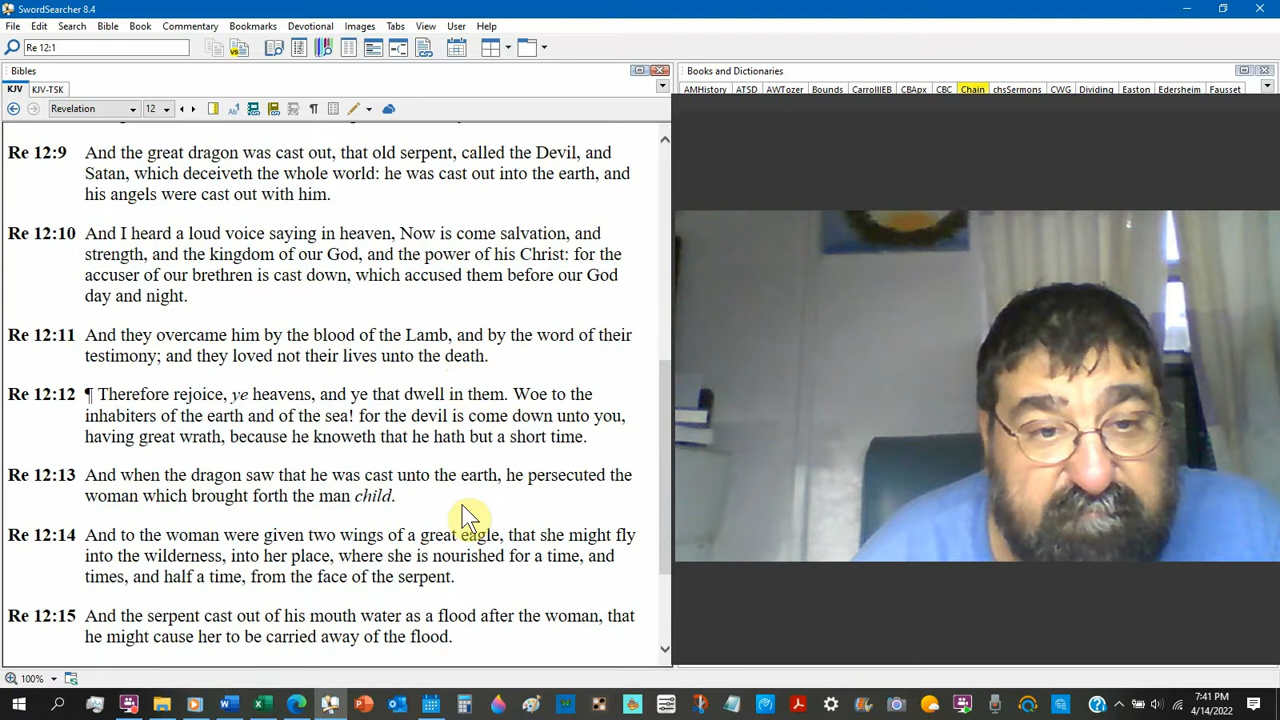 SwordSearcher 8.4
File Edit Search Bible Book Commentary Bookmarks Devotional Images Tabs View User Help
Re 12:1
Bibles
Books and Dictionaries
KJV KJV-TSK
AMHistory ATSD AWTozer Bounds CarrollIEB CBApx CBC Chain chsSermons CWG Dividing Easton Edersheim Fausset
Revelation 12
Re 12:9 And the great dragon was cast out, that old serpent, called the Devil, and
Satan, which deceiveth the whole world: he was cast out into the earth, and
his angels were cast out with him.
Re 12:10 And I heard a loud voice saying in heaven, Now is come salvation, and
strength, and the kingdom of our God, and the power of his Christ: for the
accuser of our brethren is cast down, which accused them before our God
day and night.
Re 12:11 And they overcame him by the blood of the Lamb, and by the word of their
testimony; and they loved not their lives unto the death.
Re 12:12 ¶ Therefore rejoice, ye heavens, and ye that dwell in them. Woe to the
inhabiters of the earth and of the sea! for the devil is come down unto you,
having great wrath, because he knoweth that he hath but a short time.
Re 12:13 And when the dragon saw that he was cast unto the earth, he persecuted the
woman which brought forth the man child.
Re 12:14 And to the woman were given two wings of a great eagle, that she might fly
into the wilderness, into her place, where she is nourished for a time, and
times, and half a time, from the face of the serpent.
Re 12:15 And the serpent cast out of his mouth water as a flood after the woman, that
he might cause her to be carried away of the flood.
100%
7:41 PM
4/14/2022